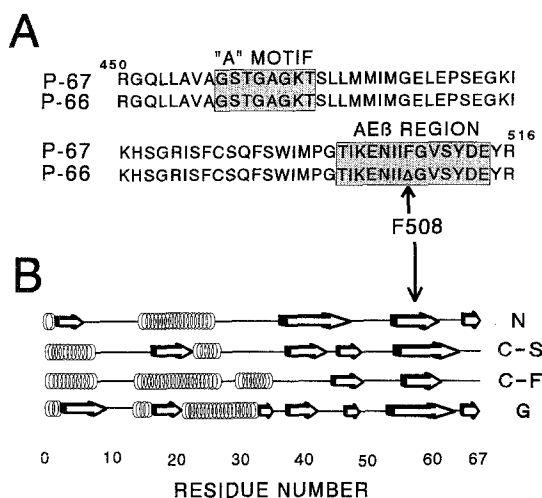 A
"A" MOTIF
450
P-67 RGQLLAVAGSTGAGKTSLLMMIMGELEPSEGKI
P-66 RGQLLAVAGSTGAGKTSLLMMIMGELEPSEGKI
AEß REGION
516
P-67 KHSGRISFCSQFSWIMPGTIKENIIFGVSYDEYR
P-66 KHSGRISFCSQFSWIMPGTIKENIIΔGVSYDEYR
F508
B
N
C-S
C-F
G
0 10 20 30 40 50 60 67
RESIDUE NUMBER